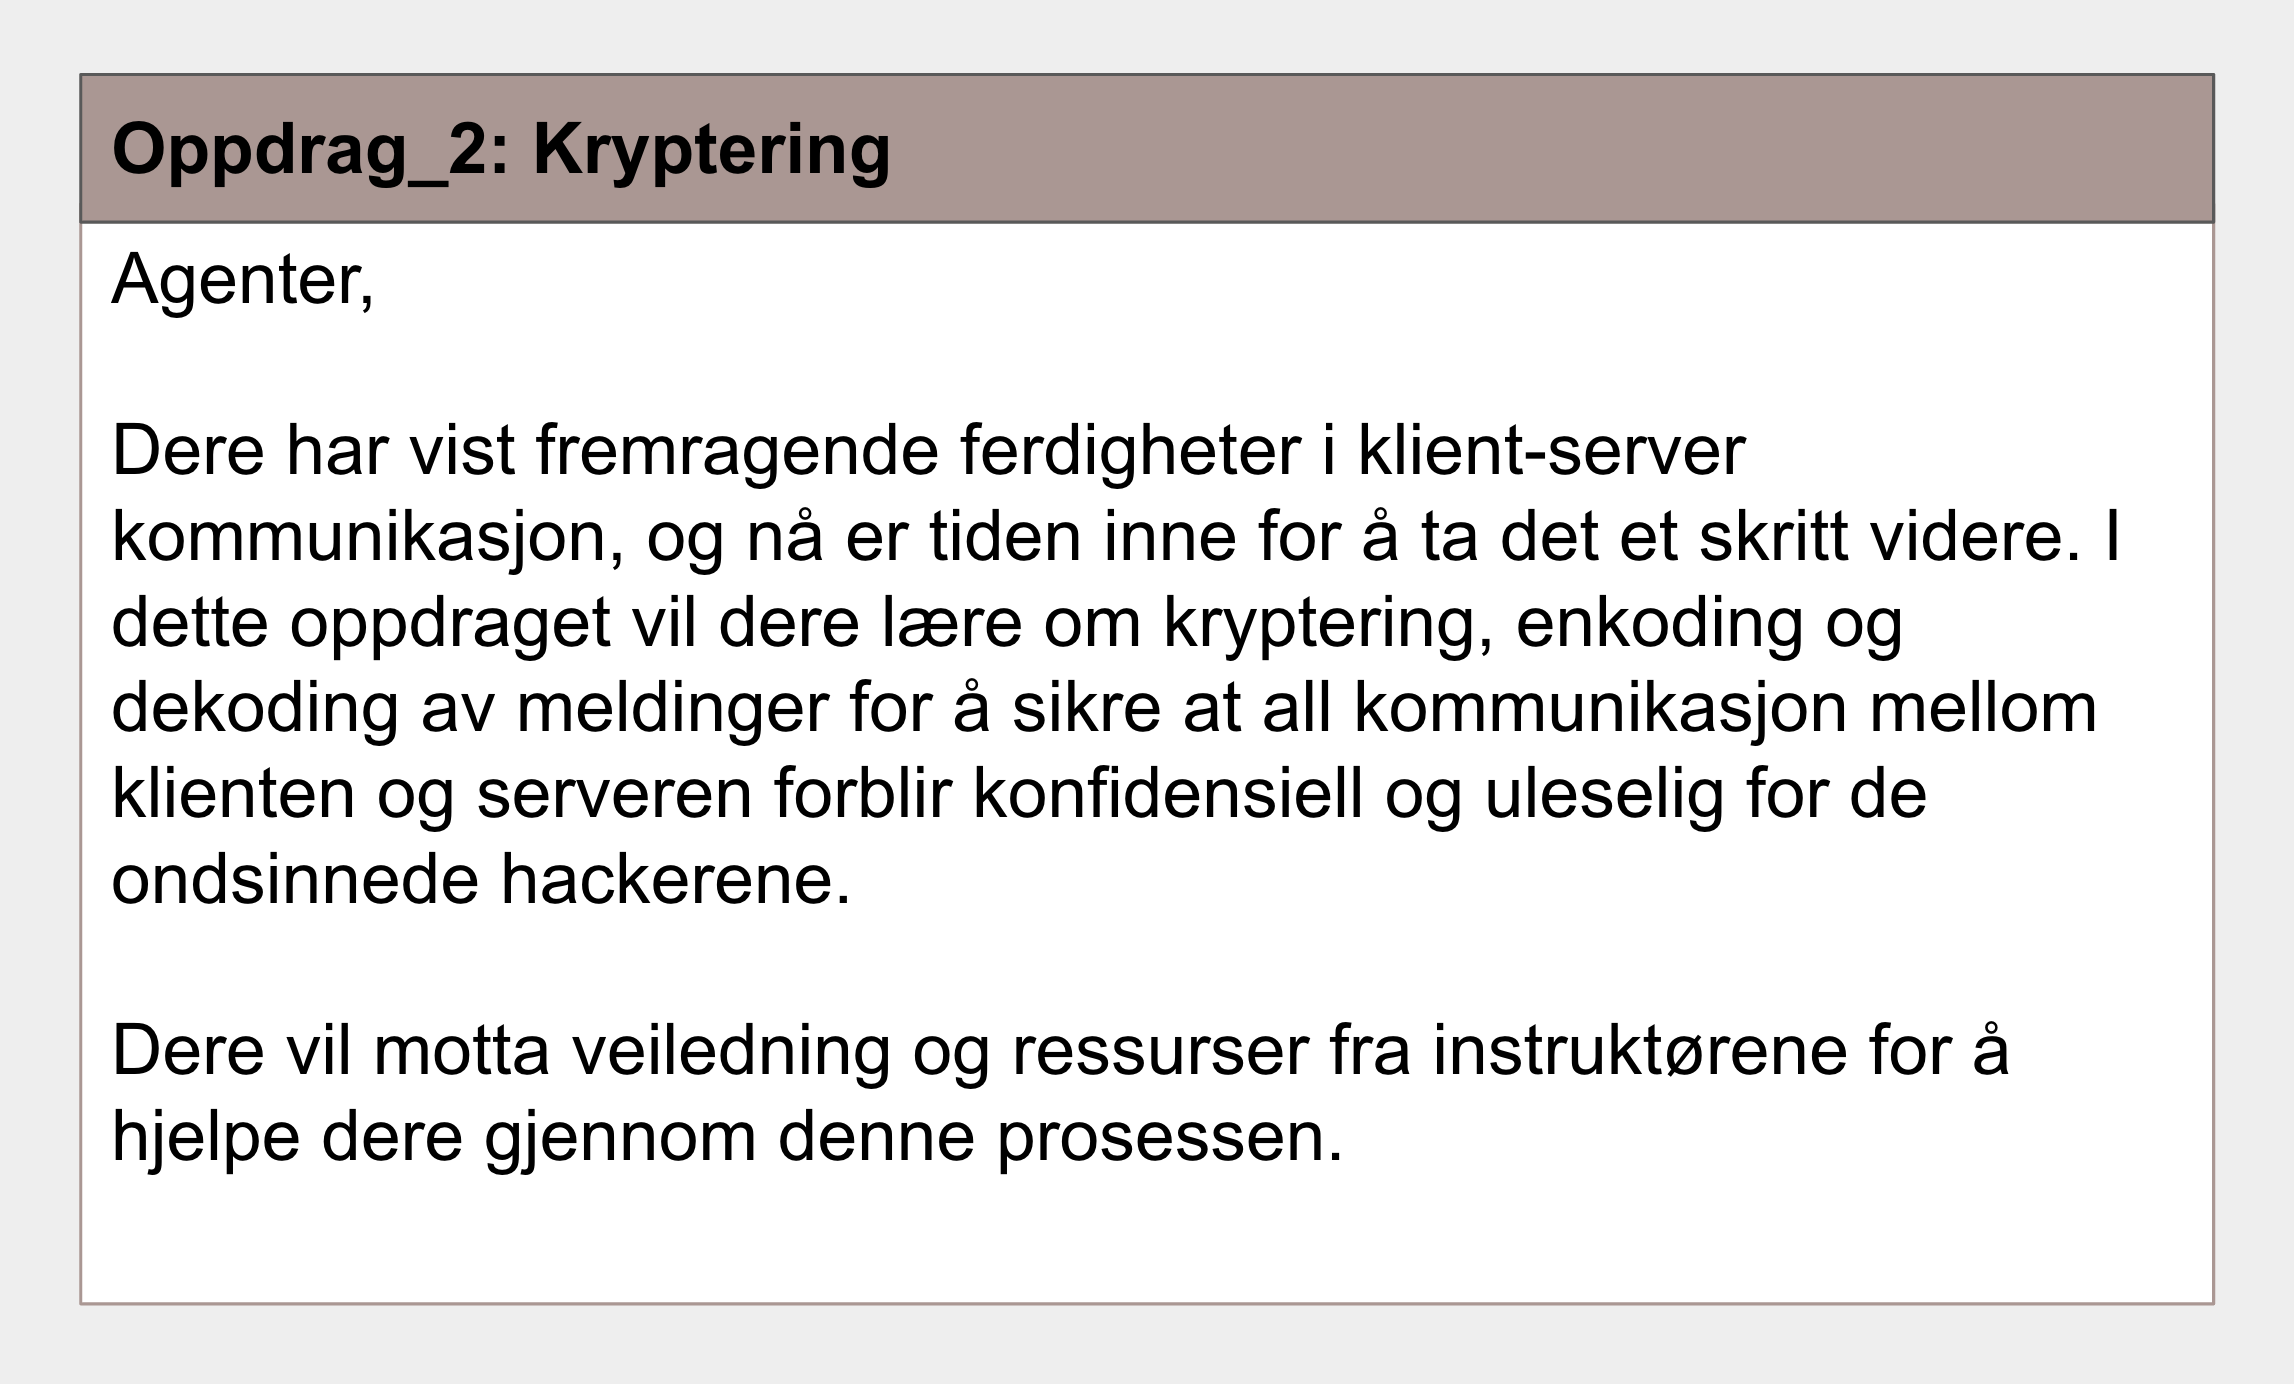 Oppdrag_2: Kryptering
Agenter,
Dere har vist fremragende ferdigheter i klient-server
kommunikasjon, og nå er tiden inne for å ta det et skritt videre. I
dette oppdraget vil dere lære om kryptering, enkoding og
dekoding av meldinger for å sikre at all kommunikasjon mellom
klienten og serveren forblir konfidensiell og uleselig for de
ondsinnede hackerene.
Dere vil motta veiledning og ressurser fra instruktørene for å
hjelpe dere gjennom denne prosessen.